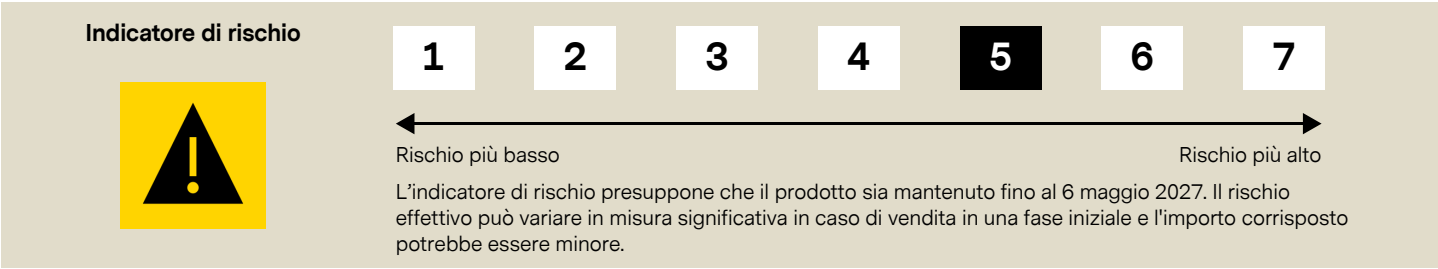 Indicatore di rischio
1 2 3 4 5 6 7
Rischio più basso Rischio più alto
L’indicatore di rischio presuppone che il prodotto sia mantenuto fino al 6 maggio 2027. Il rischio
effettivo può variare in misura significativa in caso di vendita in una fase iniziale e l'importo corrisposto
potrebbe essere minore.